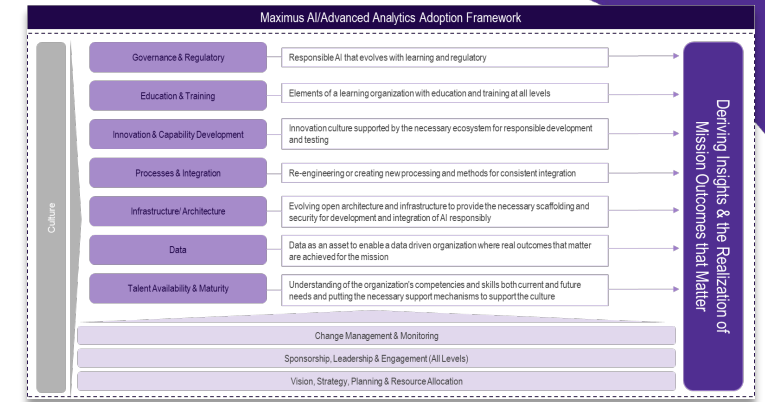 Maximus AI/Advanced Analytics Adoption Framework
Culture
Governance & Regulatory
Responsible AI that evolves with learning and regulatory
Education & Training
Elements of a learning organization with education and training at all levels
Innovation & Capability Development
Innovation culture supported by the necessary ecosystem for responsible development
and testing
Processes & Integration
Re-engineering or creating new processing and methods for consistent integration
Infrastructure/ Architecture
Evolving open architecture and infrastructure to provide the necessary scaffolding and
security for development and integration of AI responsibly
Data
Data as an asset to enable a data driven organization where real outcomes that matter
are achieved for the mission
Talent Availability & Maturity
Understanding of the organization's competencies and skills both current and future
needs and putting the necessary support mechanisms to support the culture
Change Management & Monitoring
Sponsorship, Leadership & Engagement (All Levels)
Vision, Strategy, Planning & Resource Allocation
Deriving Insights & the Realization of
Mission Outcomes that Matter